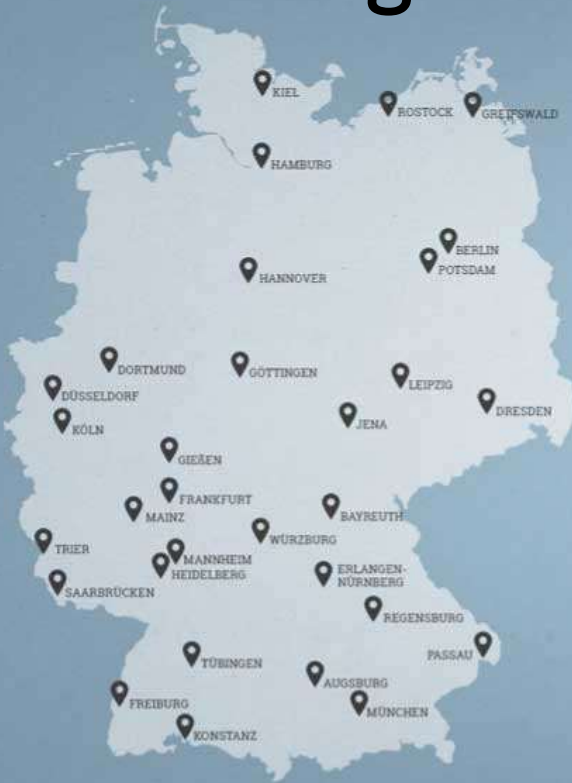 KIEL
ROSTOCK
GREIFSWALD
HAMBURG
BERLIN
POTSDAM
HANNOVER
DORTMUND
GÖTTINGEN
LEIPZIG
DÜSSELDORF
DRESDEN
KÖLN
JENA
GIEßEN
FRANKFURT
MAINZ
BAYREUTH
WÜRZBURG
TRIER
MANNHEIM
HEIDELBERG
ERLANGEN-
NÜRNBERG
SAARBRÜCKEN
REGENSBURG
PASSAU
TÜBINGEN
AUGSBURG
FREIBURG
MÜNCHEN
KONSTANZ